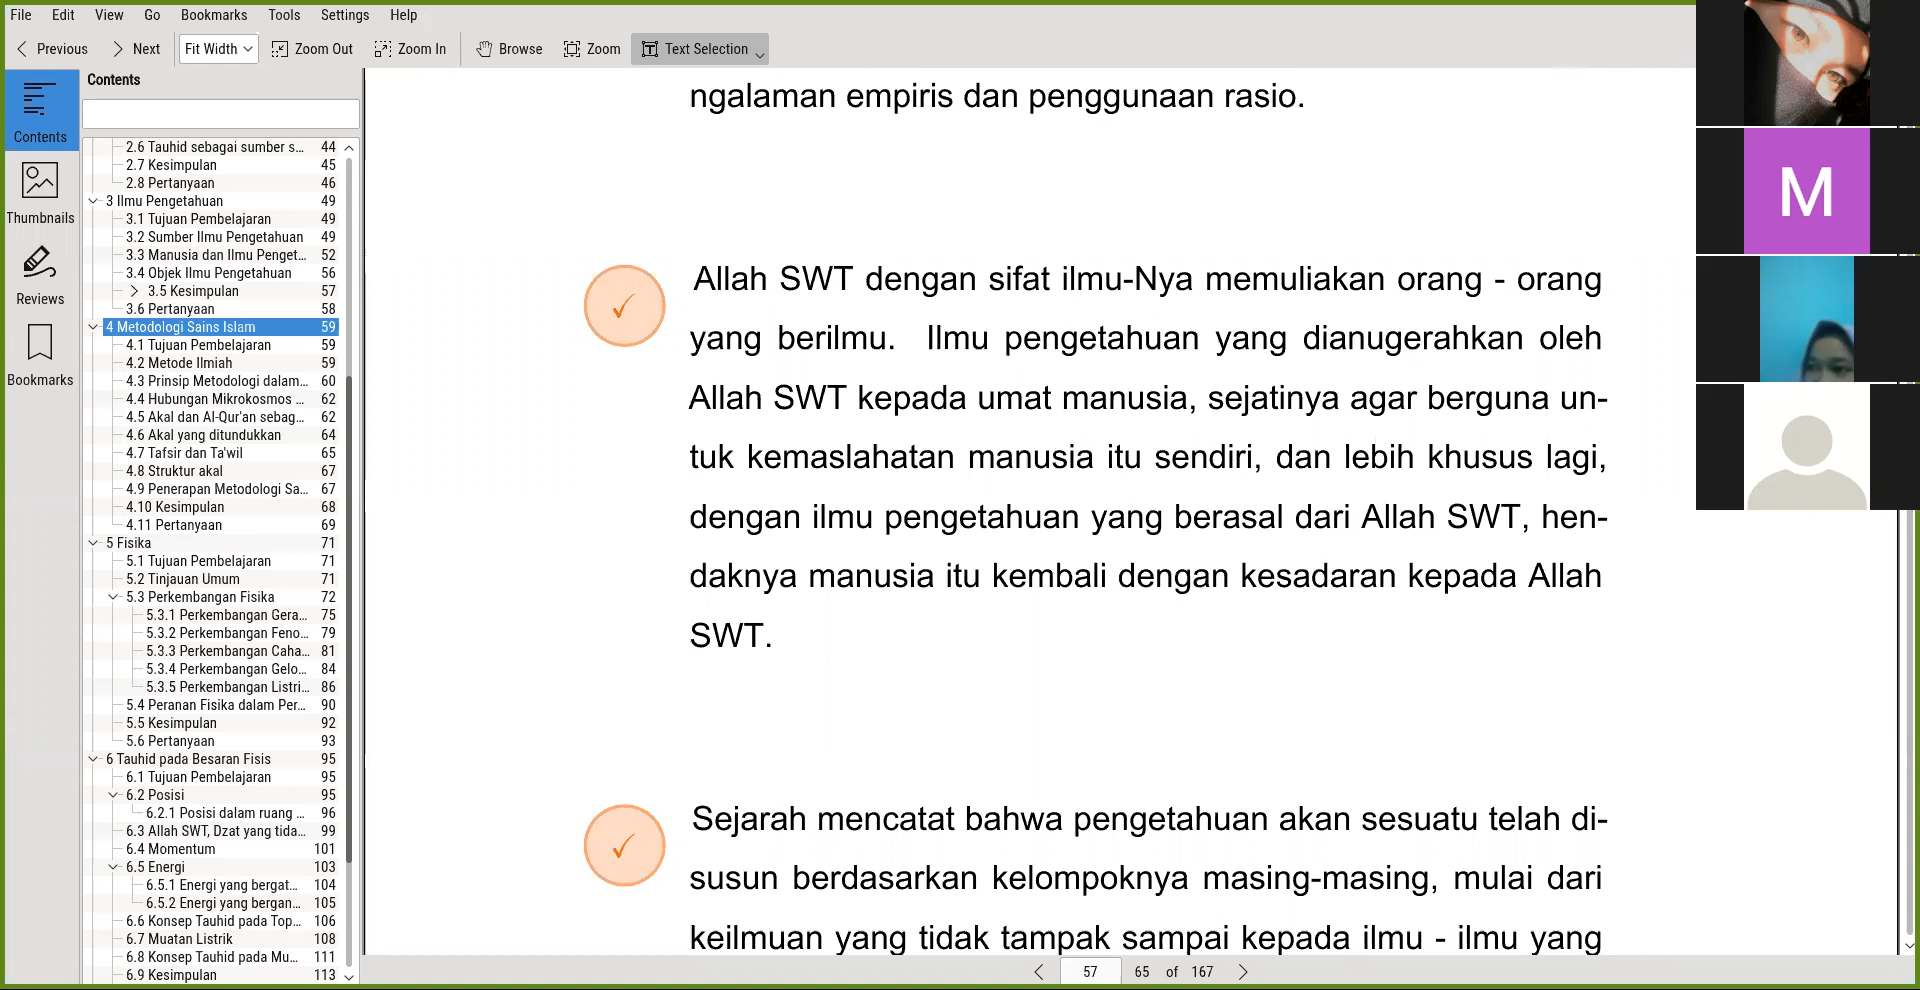 File Edit View Go Bookmarks Tools Settings Help
Previous Next Fit Width Zoom Out Zoom In Browse Zoom Text Selection
Contents
Contents
Thumbnails
Reviews
Bookmarks
2.6 Tauhid sebagai sumber s... 44
2.7 Kesimpulan 45
2.8 Pertanyaan 46
3 Ilmu Pengetahuan 49
3.1 Tujuan Pembelajaran 49
3.2 Sumber Ilmu Pengetahuan 49
3.3 Manusia dan Ilmu Penget... 52
3.4 Objek Ilmu Pengetahuan 56
3.5 Kesimpulan 57
3.6 Pertanyaan 58
4 Metodologi Sains Islam 59
4.1 Tujuan Pembelajaran 59
4.2 Metode Ilmiah 59
4.3 Prinsip Metodologi dalam... 60
4.4 Hubungan Mikrokosmos ... 62
4.5 Akal dan Al-Qur'an sebag... 62
4.6 Akal yang ditundukkan 64
4.7 Tafsir dan Ta'wil 65
4.8 Struktur akal 67
4.9 Penerapan Metodologi Sa... 67
4.10 Kesimpulan 68
4.11 Pertanyaan 69
5 Fisika 71
5.1 Tujuan Pembelajaran 71
5.2 Tinjauan Umum 71
5.3 Perkembangan Fisika 72
5.3.1 Perkembangan Gera... 75
5.3.2 Perkembangan Feno... 79
5.3.3 Perkembangan Caha... 81
5.3.4 Perkembangan Gelo... 84
5.3.5 Perkembangan Listri... 86
5.4 Peranan Fisika dalam Per... 90
5.5 Kesimpulan 92
5.6 Pertanyaan 93
6 Tauhid pada Besaran Fisis 95
6.1 Tujuan Pembelajaran 95
6.2 Posisi 95
6.2.1 Posisi dalam ruang ... 96
6.3 Allah SWT, Dzat yang tida... 99
6.4 Momentum 101
6.5 Energi 103
6.5.1 Energi yang bergat... 104
6.5.2 Energi yang bergan... 105
6.6 Konsep Tauhid pada Top... 106
6.7 Muatan Listrik 108
6.8 Konsep Tauhid pada Mu... 111
6.9 Kesimpulan 113
ngalaman empiris dan penggunaan rasio.
Allah SWT dengan sifat ilmu-Nya memuliakan orang - orang
yang berilmu. Ilmu pengetahuan yang dianugerahkan oleh
Allah SWT kepada umat manusia, sejatinya agar berguna un-
tuk kemaslahatan manusia itu sendiri, dan lebih khusus lagi,
dengan ilmu pengetahuan yang berasal dari Allah SWT, hen-
daknya manusia itu kembali dengan kesadaran kepada Allah
SWT.
Sejarah mencatat bahwa pengetahuan akan sesuatu telah di-
susun berdasarkan kelompoknya masing-masing, mulai dari
keilmuan yang tidak tampak sampai kepada ilmu - ilmu yang
57 65 of 167
M